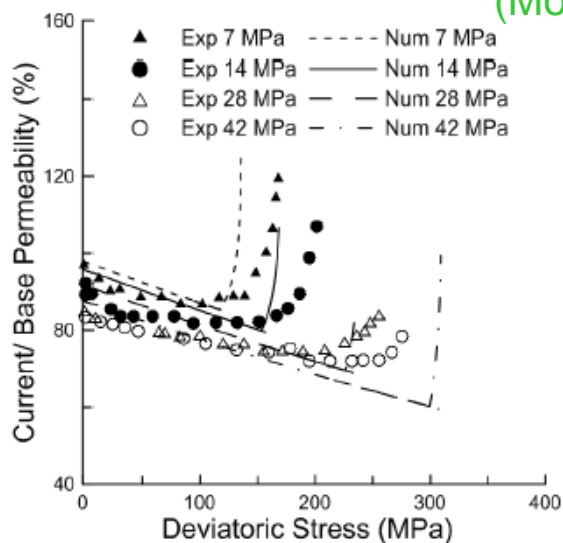 (Mo
160
120
80
40
Current/ Base Permeability (%)
Exp 7 MPa Num 7 MPa
Exp 14 MPa Num 14 MPa
Exp 28 MPa Num 28 MPa
Exp 42 MPa Num 42 MPa
0 100 200 300 400
Deviatoric Stress (MPa)